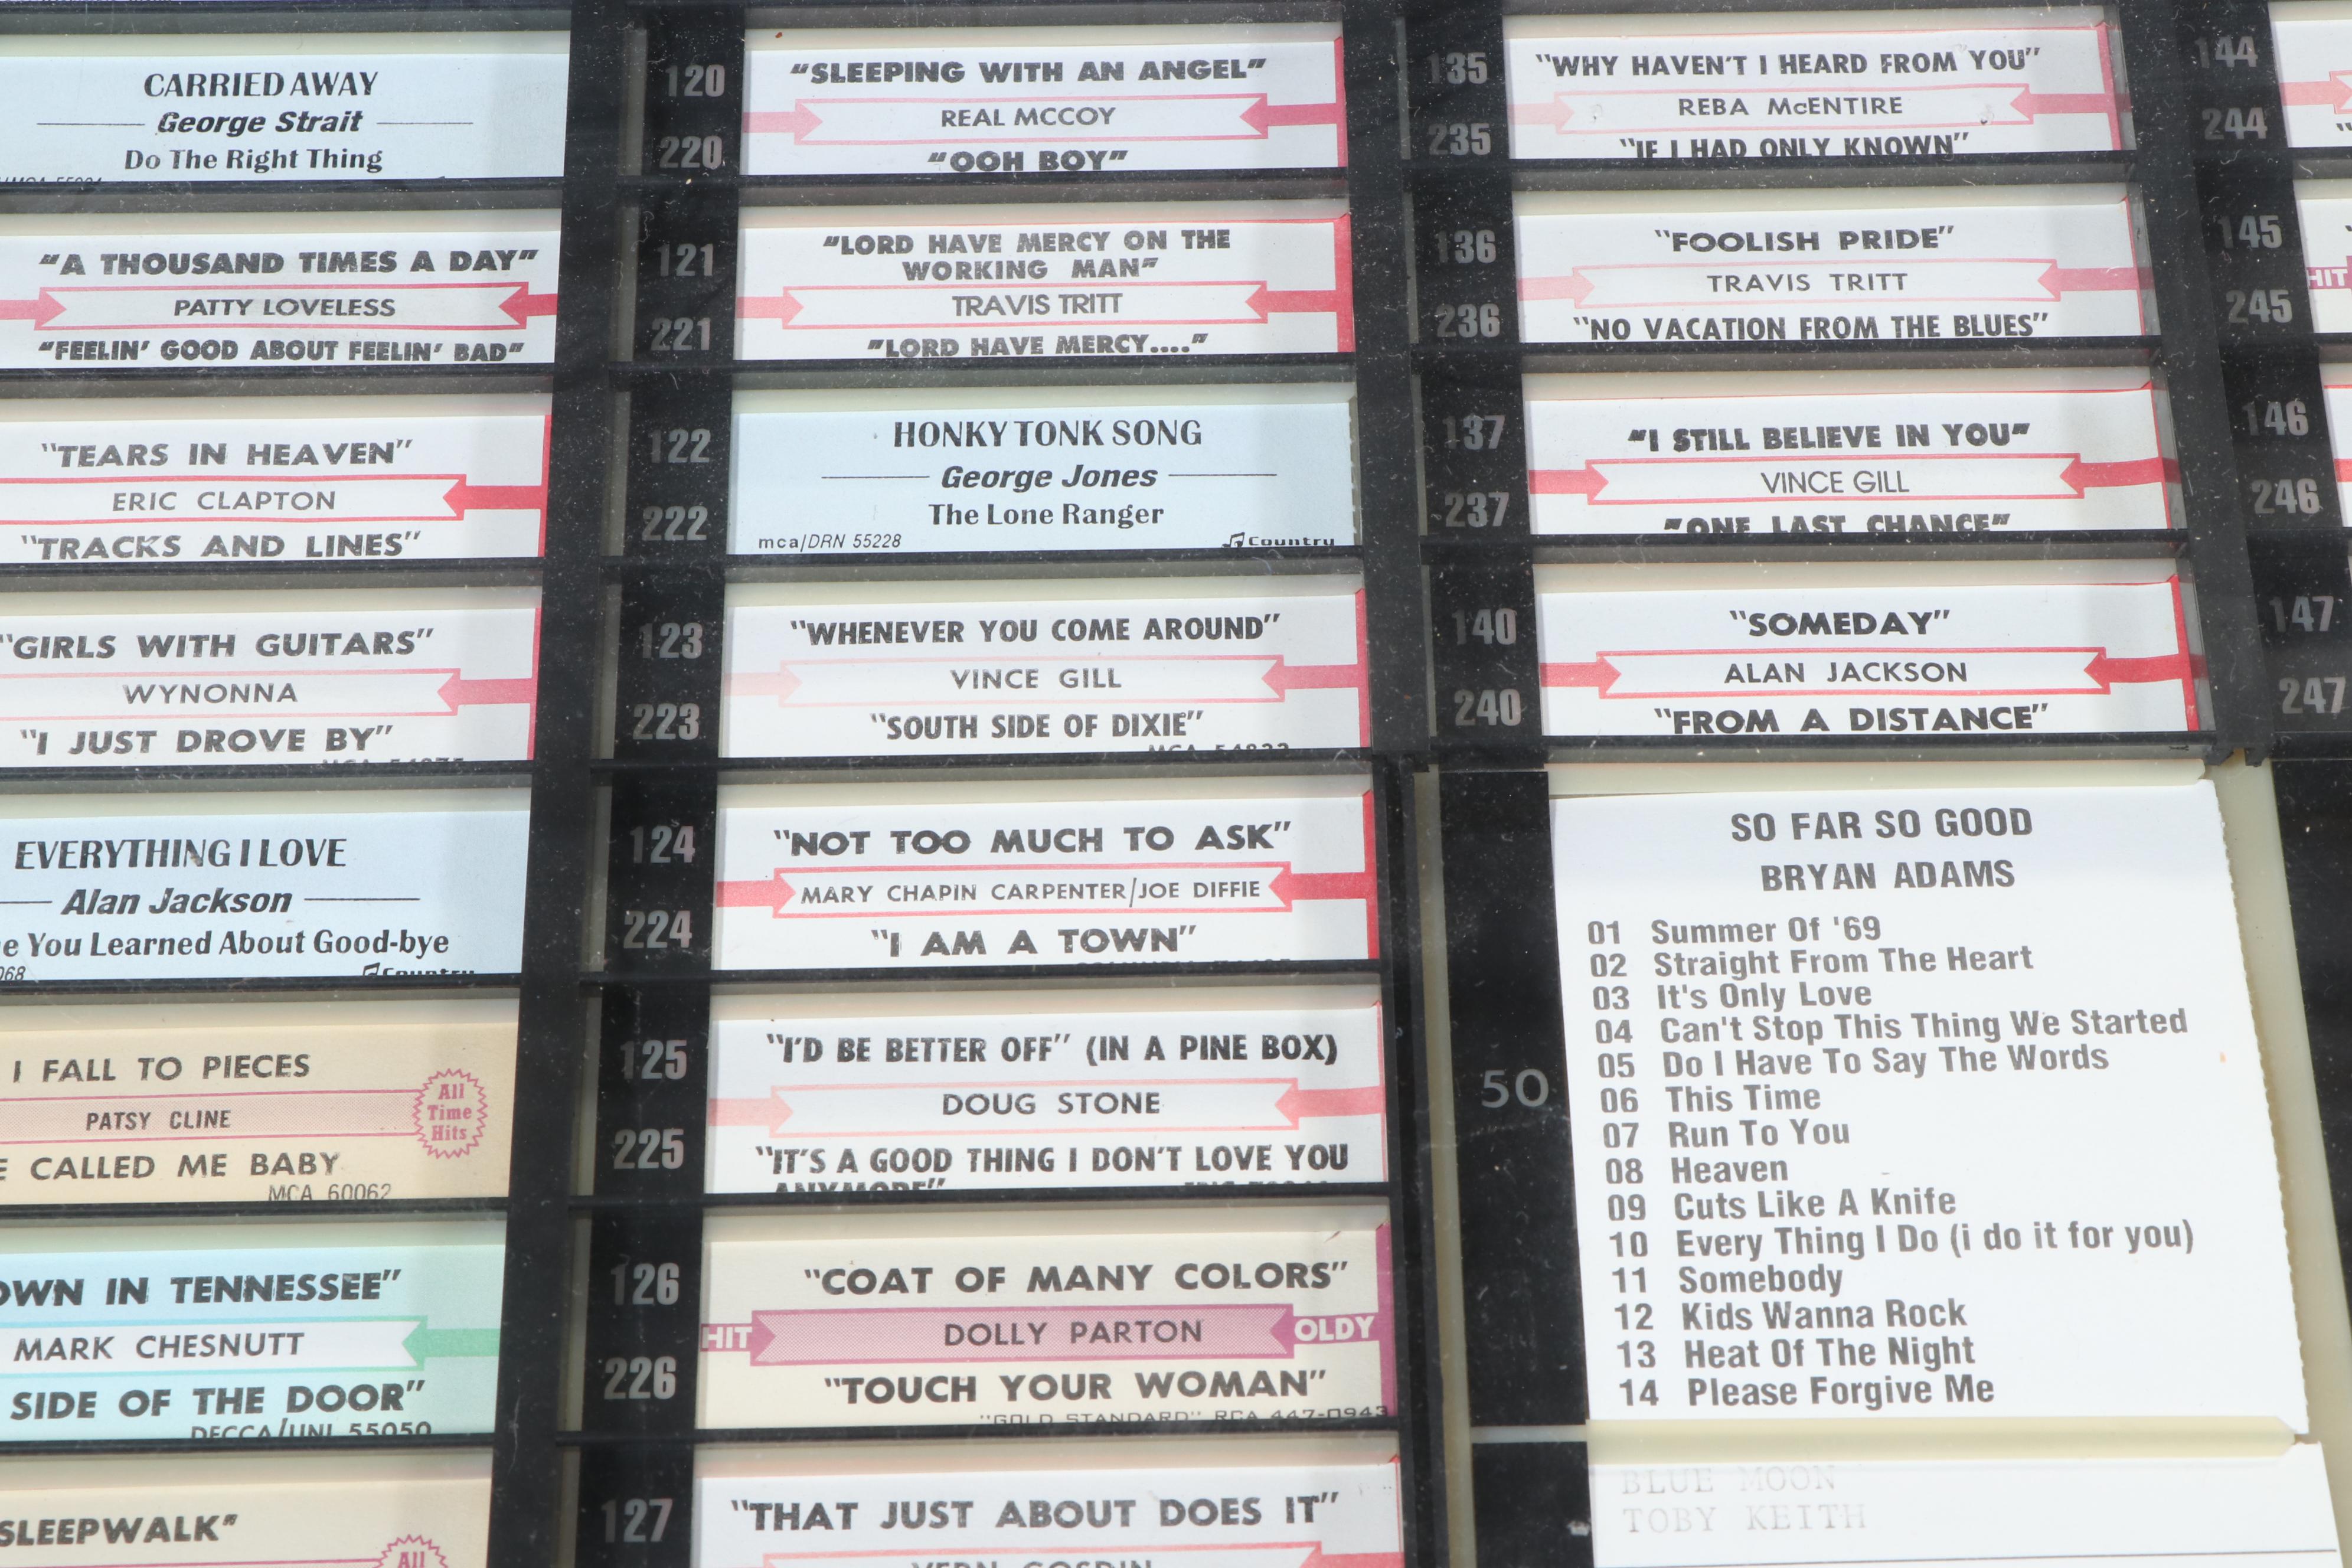 CARRIED AWAY
George Strait
Do The Right Thing
"A THOUSAND TIMES A DAY"
PATTY LOVELESS
"FEELIN' GOOD ABOUT FEELIN' BAD"
"TEARS IN HEAVEN"
ERIC CLAPTON
"TRACKS AND LINES"
"GIRLS WITH GUITARS"
WYNONNA
"I JUST DROVE BY"
EVERYTHING I LOVE
Alan Jackson
You Learned About Good-bye
068
Country
I FALL TO PIECES
PATSY CLINE
All
Time
Hits
CALLED ME BABY
MCA 60062
IN TENNESSEE"
MARK CHESNUTT
SIDE OF THE DOOR"
DECCA/UNI 55050
SLEEPWALK"
All
120
"SLEEPING WITH AN ANGEL"
REAL MCCOY
220
"OOH BOY"
121
"LORD HAVE MERCY ON THE
WORKING MAN"
TRAVIS TRITT
221
"LORD HAVE MERCY...."
122
HONKY TONK SONG
George Jones
222
The Lone Ranger
mca/DRN 55228
Country
123
"WHENEVER YOU COME AROUND"
VINCE GILL
223
"SOUTH SIDE OF DIXIE"
124
"NOT TOO MUCH TO ASK"
MARY CHAPIN CARPENTER/JOE DIFFIE
224
"I AM A TOWN"
125
"I'D BE BETTER OFF" (IN A PINE BOX)
DOUG STONE
225
"IT'S A GOOD THING I DON'T LOVE YOU
ANYMORE"
126
"COAT OF MANY COLORS"
HIT
DOLLY PARTON
OLDY
226
"TOUCH YOUR WOMAN"
"GOLD STANDARD" RCA 447-0943
127
"THAT JUST ABOUT DOES IT"
VERN GOSDIN
135
"WHY HAVEN'T I HEARD FROM YOU"
REBA McENTIRE
235
"IF I HAD ONLY KNOWN"
136
"FOOLISH PRIDE"
TRAVIS TRITT
236
"NO VACATION FROM THE BLUES"
137
"I STILL BELIEVE IN YOU"
VINCE GILL
237
"ONE LAST CHANCE"
140
"SOMEDAY"
ALAN JACKSON
240
"FROM A DISTANCE"
50
SO FAR SO GOOD
BRYAN ADAMS
01 Summer Of '69
02 Straight From The Heart
03 It's Only Love
04 Can't Stop This Thing We Started
05 Do I Have To Say The Words
06 This Time
07 Run To You
08 Heaven
09 Cuts Like A Knife
10 Every Thing I Do (i do it for you)
11 Somebody
12 Kids Wanna Rock
13 Heat Of The Night
14 Please Forgive Me
BLUE MOON
TOBY KEITH
144
244
145
HIT
245
146
246
147
247